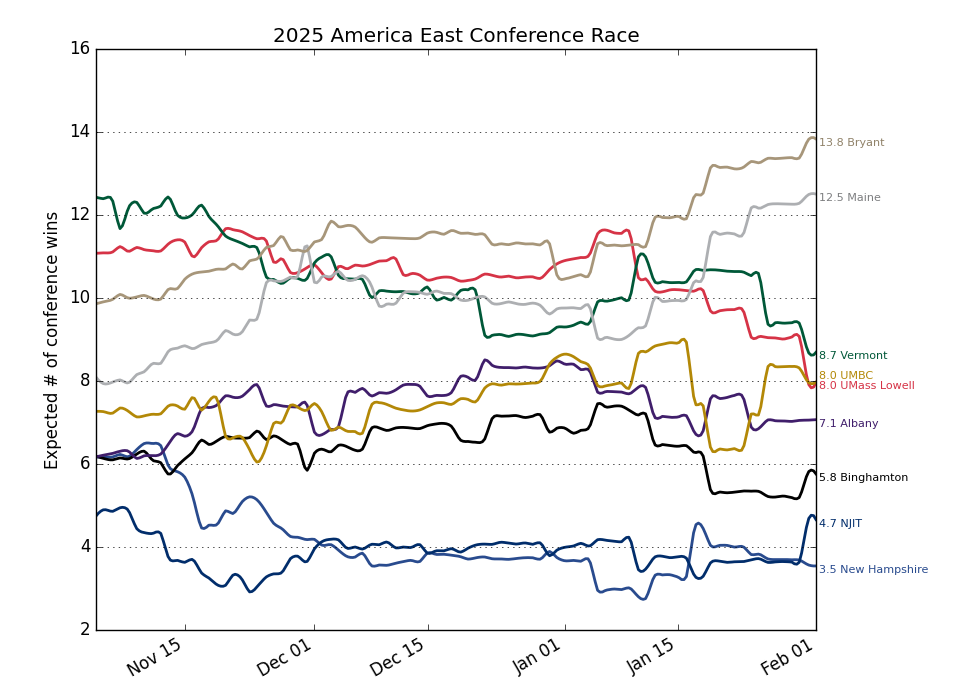 2025 America East Conference Race
Expected # of conference wins
16
14
12
10
8
6
4
2
13.8 Bryant
12.5 Maine
8.7 Vermont
8.0 UMBC
8.0 UMass Lowell
7.1 Albany
5.8 Binghamton
4.7 NJIT
3.5 New Hampshire
Nov 15
Dec 01
Dec 15
Jan 01
Jan 15
Feb 01